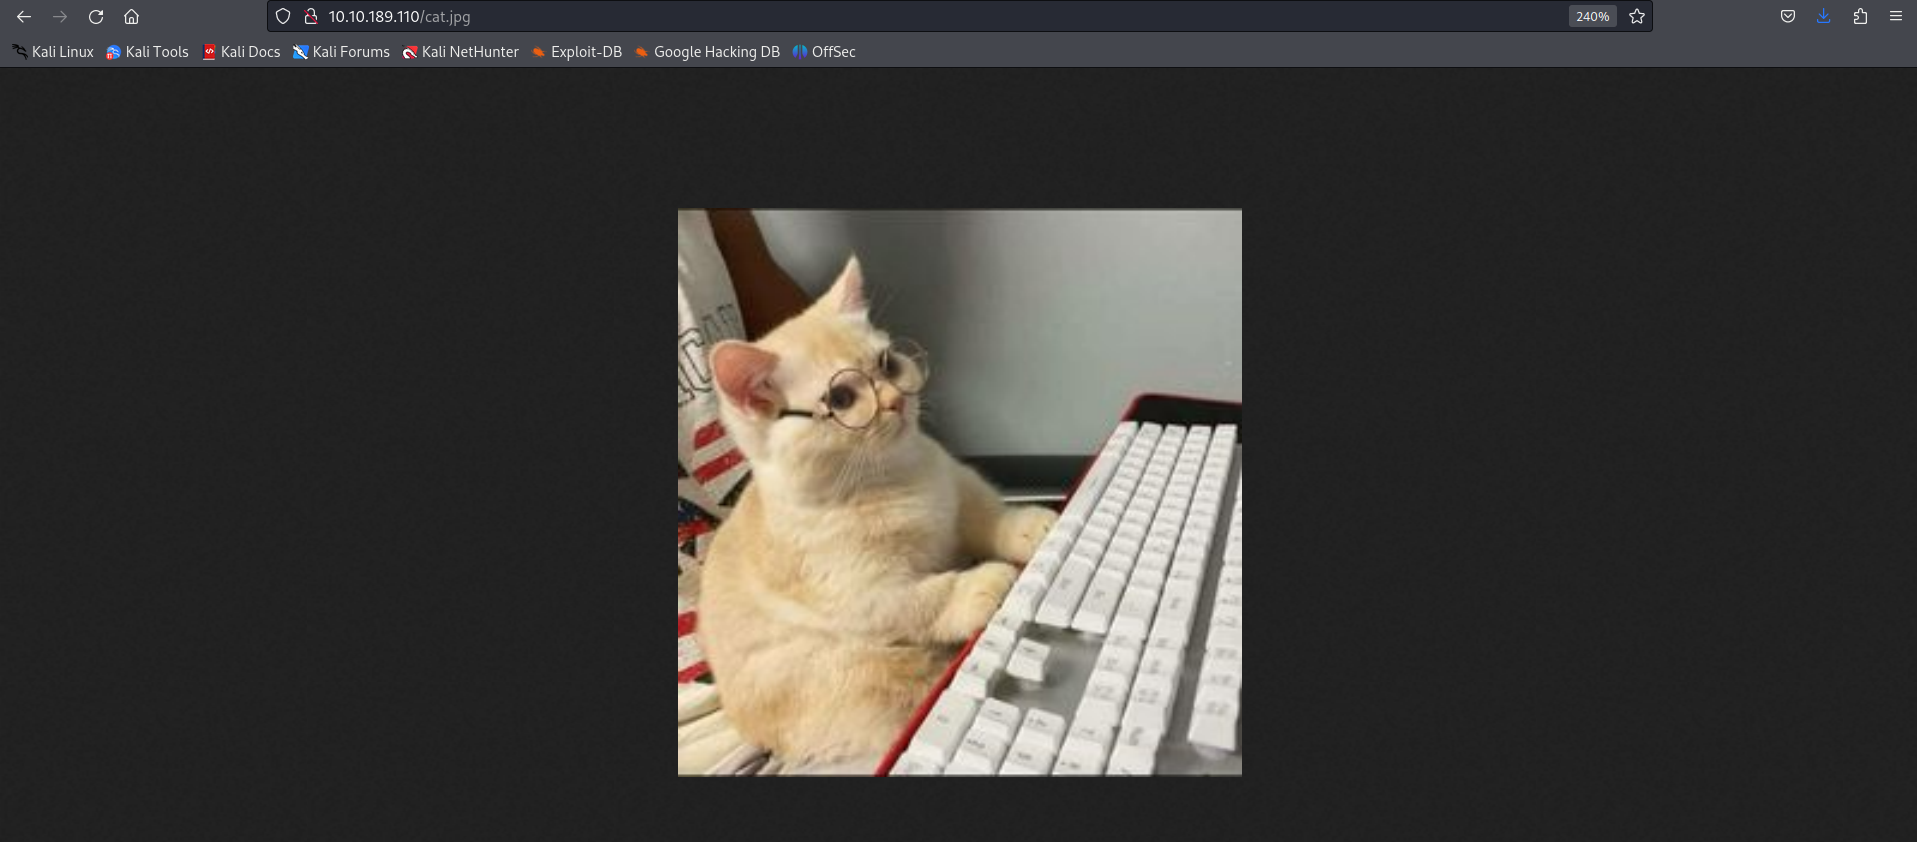 10.10.189.110/cat.jpg
240%
Kali Linux Kali Tools Kali Docs Kali Forums Kali NetHunter Exploit-DB Google Hacking DB OffSec